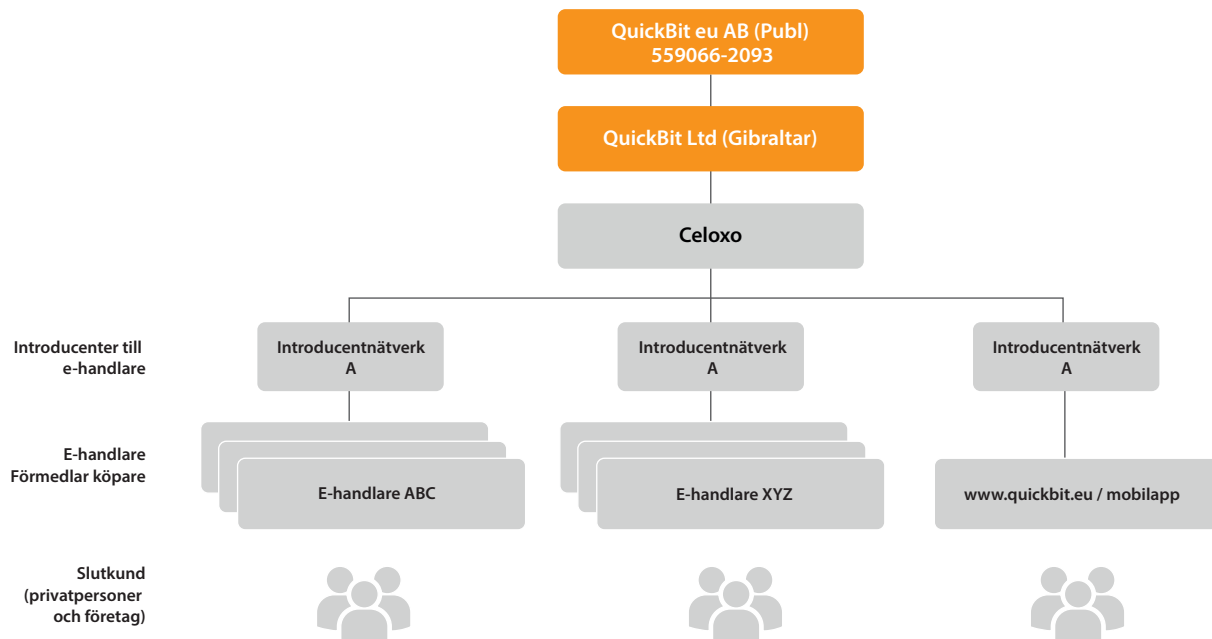 QuickBit eu AB (Publ)
559066-2093
QuickBit Ltd (Gibraltar)
Celoxo
Introducenter till
e-handlare
Introducentnätverk
A
Introducentnätverk
A
Introducentnätverk
A
E-handlare
Förmedlar köpare
E-handlare ABC
E-handlare XYZ
www.quickbit.eu / mobilapp
Slutkund
(privatpersoner
och företag)